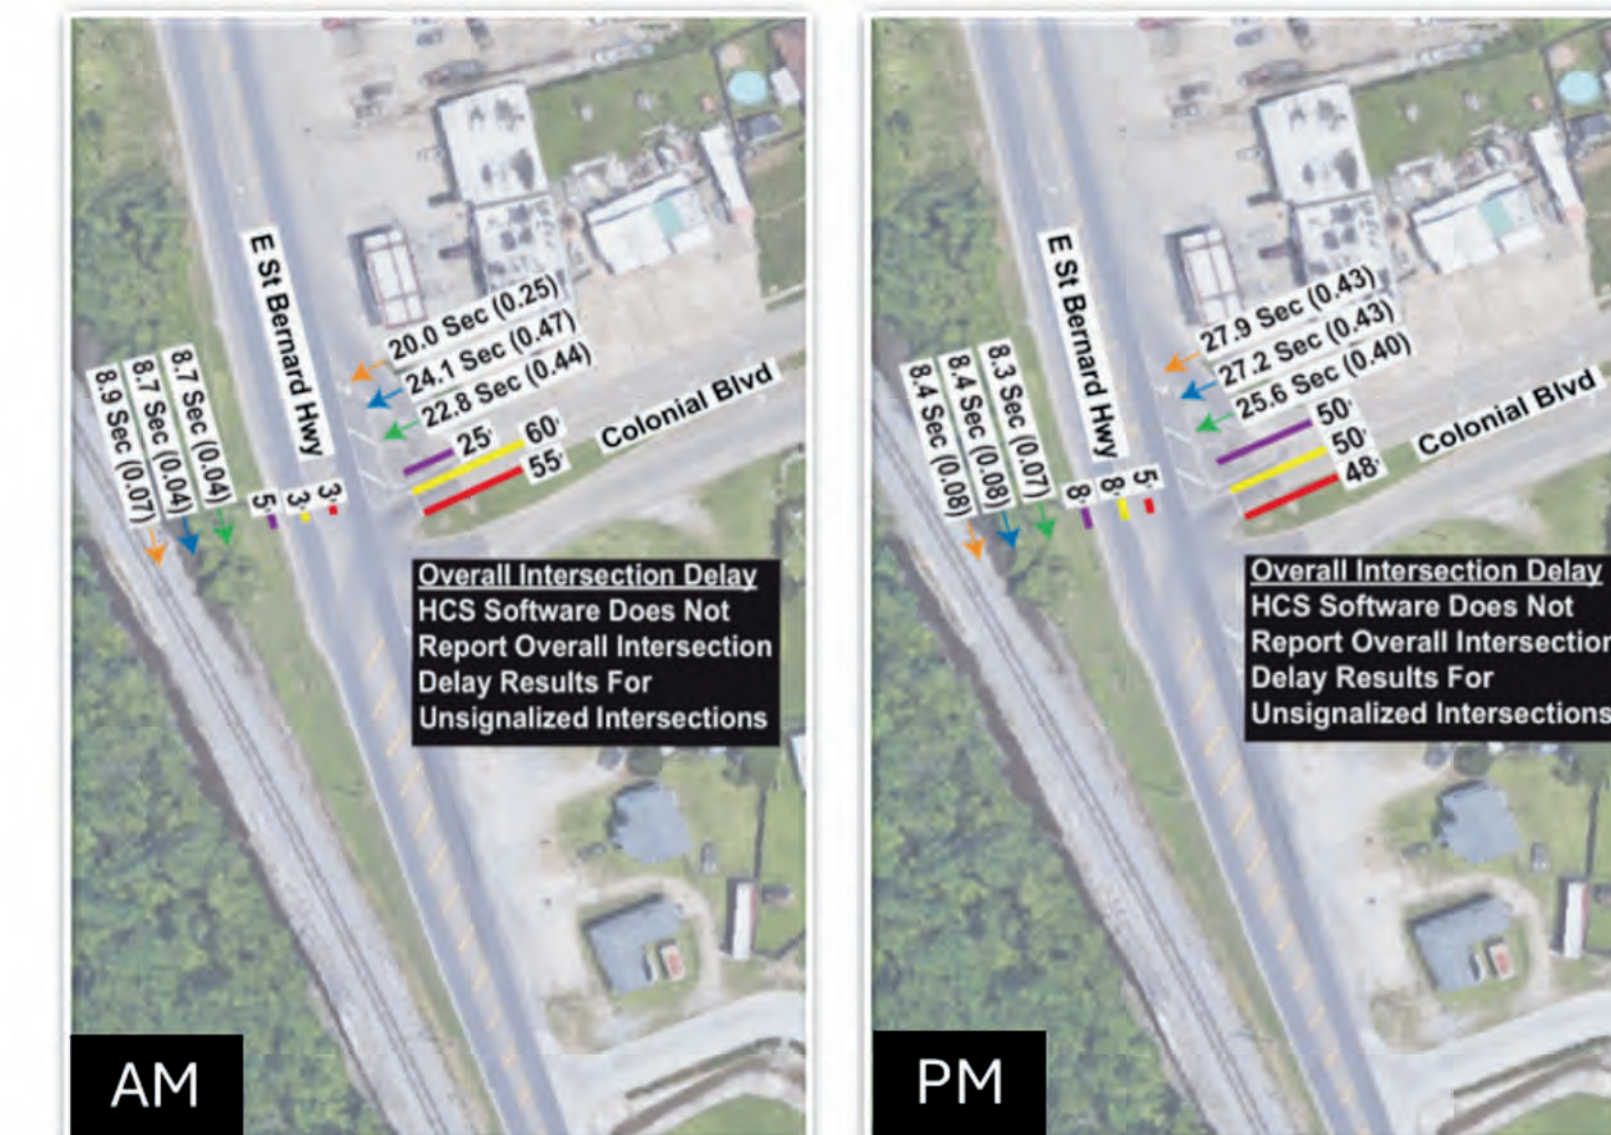 E St Bernard Hwy
20.0 Sec (0.25)
24.1 Sec (0.47)
22.8 Sec (0.44)
8.7 Sec (0.04)
8.7 Sec (0.04)
8.9 Sec (0.07)
25'
60'
55'
Colonial Blvd
5'
3'
3'
Overall Intersection Delay
HCS Software Does Not
Report Overall Intersection
Delay Results For
Unsignalized Intersections
AM
E St Bernard Hwy
27.9 Sec (0.43)
27.2 Sec (0.43)
25.6 Sec (0.40)
8.3 Sec (0.07)
8.4 Sec (0.08)
8.4 Sec (0.08)
50'
50'
48'
Colonial Blvd
8'
8'
5'
Overall Intersection Delay
HCS Software Does Not
Report Overall Intersection
Delay Results For
Unsignalized Intersections
PM